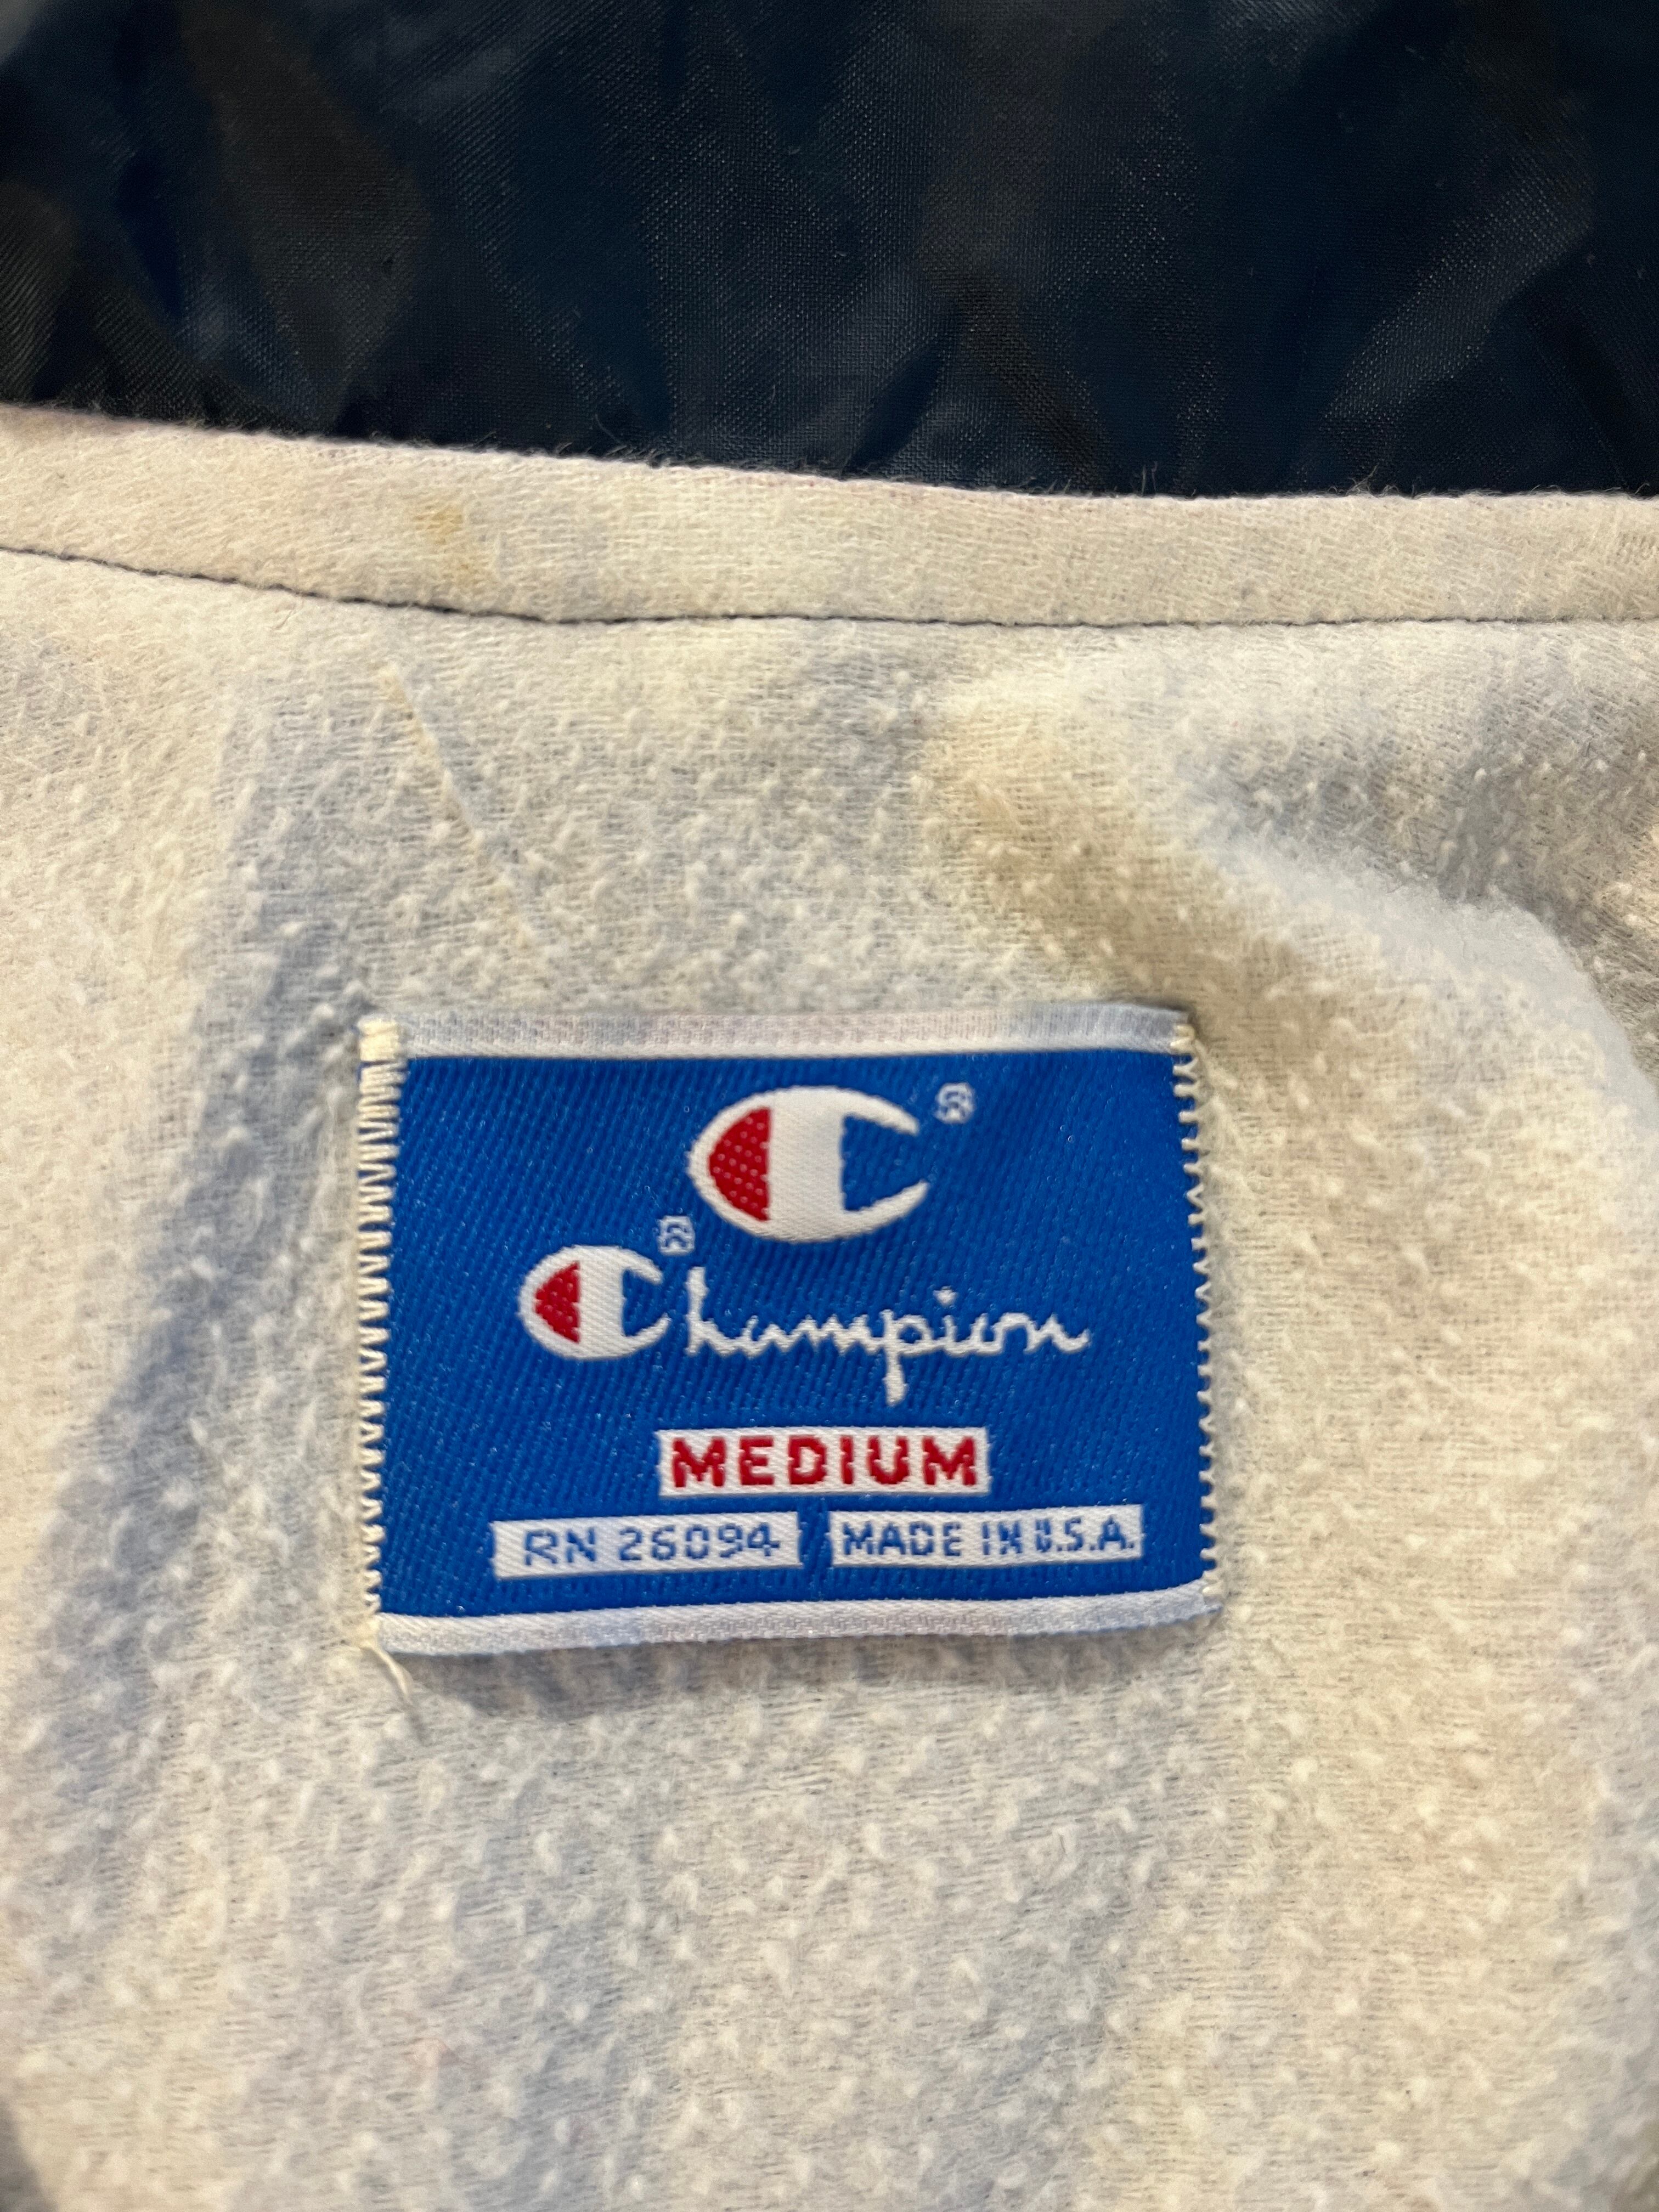 C®
Champion®
MEDIUM
RN 26094 MADE IN U.S.A.